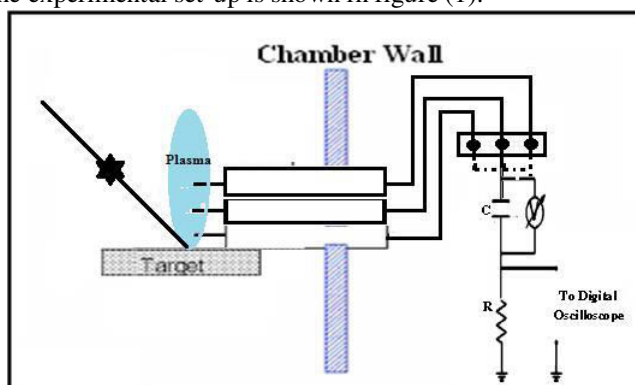 he experimental set-up is shown in figure (1).
Chamber Wall
Plasma
Target
C
V
R
To Digital
Oscilloscope